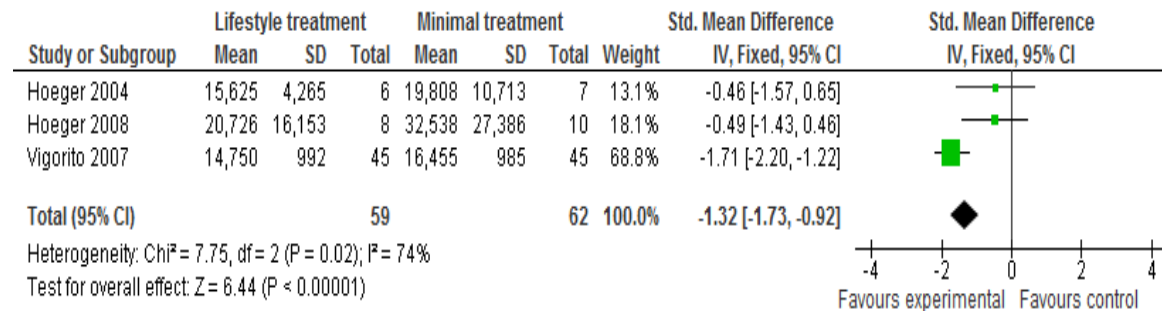 Lifestyle treatment Minimal treatment Std. Mean Difference Std. Mean Difference
Study or Subgroup Mean SD Total Mean SD Total Weight IV, Fixed, 95% CI IV, Fixed, 95% CI
Hoeger 2004 15,625 4,265 6 19,808 10,713 7 13.1% -0.46 [-1.57, 0.65]
Hoeger 2008 20,726 16,153 8 32,538 27,386 10 18.1% -0.49 [-1.43, 0.46]
Vigorito 2007 14,750 992 45 16,455 985 45 68.8% -1.71 [-2.20, -1.22]
Total (95% CI) 59 62 100.0% -1.32 [-1.73, -0.92]
Heterogeneity: Chi² = 7.75, df = 2 (P = 0.02); I² = 74%
Test for overall effect: Z = 6.44 (P < 0.00001)
-4 -2 0 2 4
Favours experimental Favours control